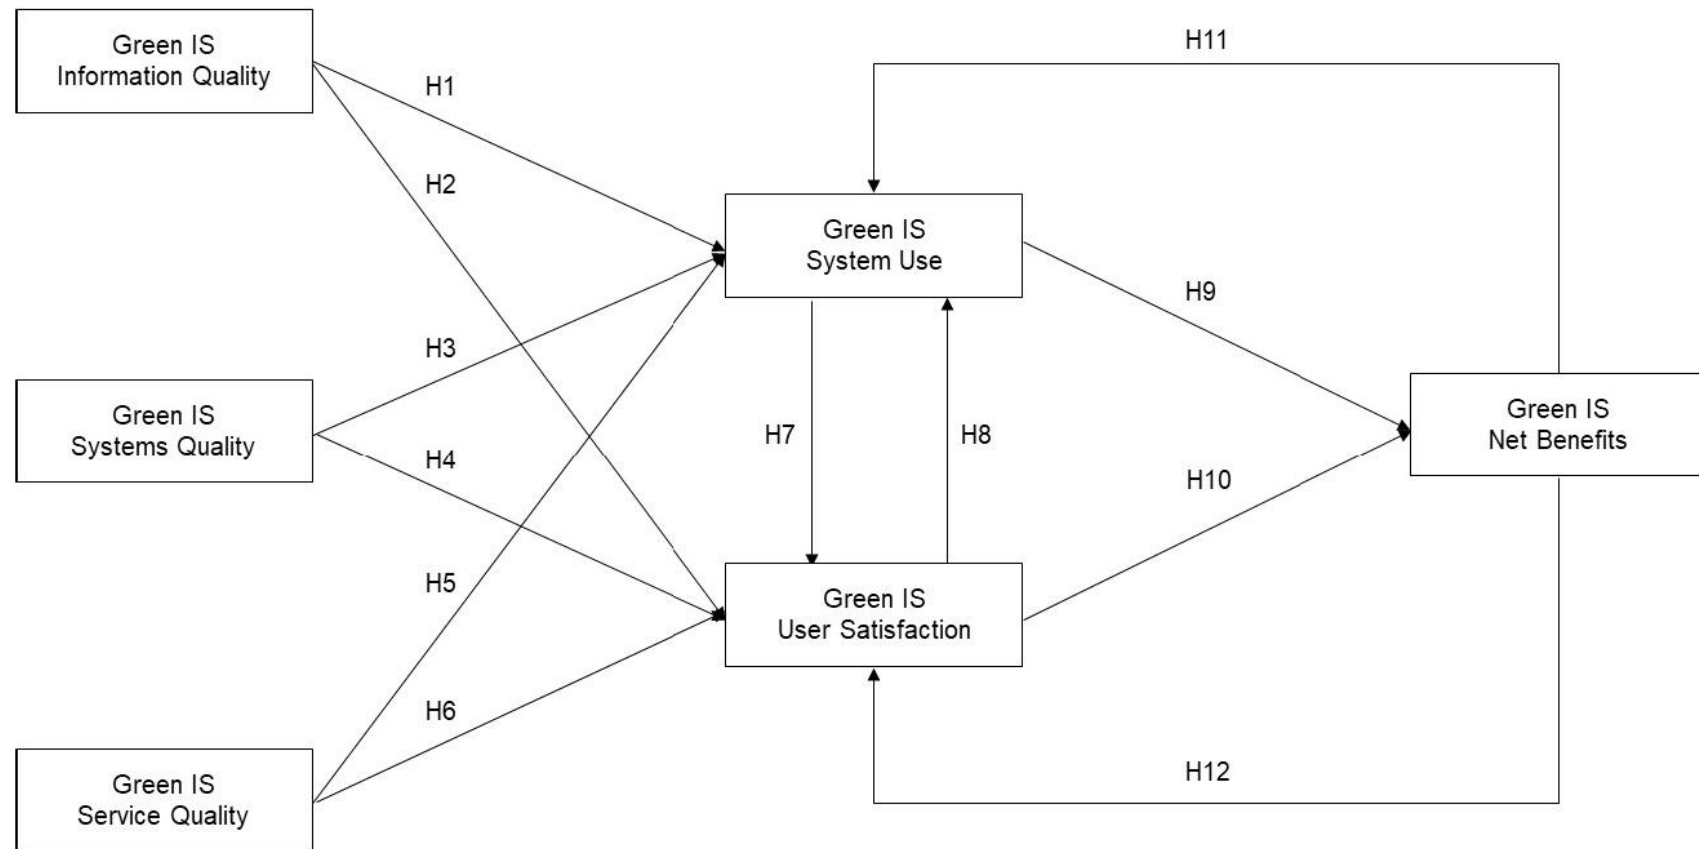 Green IS
Information Quality
H1
H2
H11
Green IS
System Use
H9
H3
Green IS
Systems Quality
H4
H7
H8
Green IS
Net Benefits
H10
H5
Green IS
User Satisfaction
H6
H12
Green IS
Service Quality